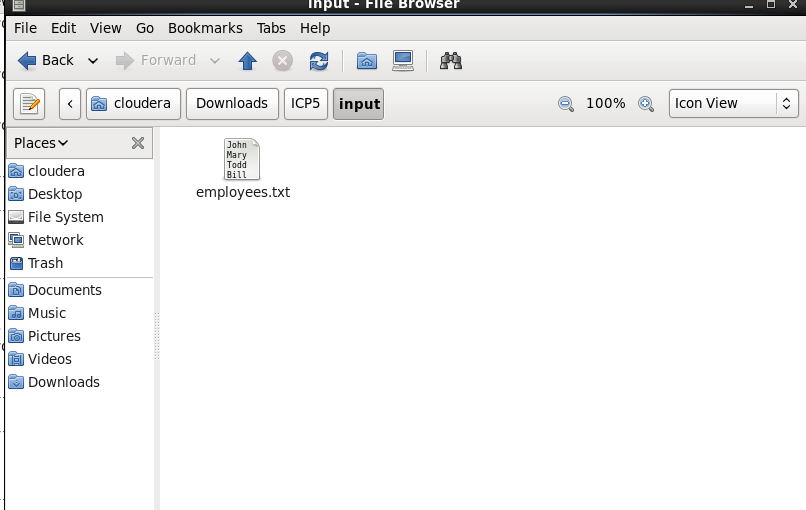 Input - File Browser
File Edit View Go Bookmarks Tabs Help
Back Forward
cloudera Downloads ICP5 input 100% Icon View
Places
cloudera
Desktop
File System
Network
Trash
Documents
Music
Pictures
Videos
Downloads
John
Mary
Todd
Bill
employees.txt